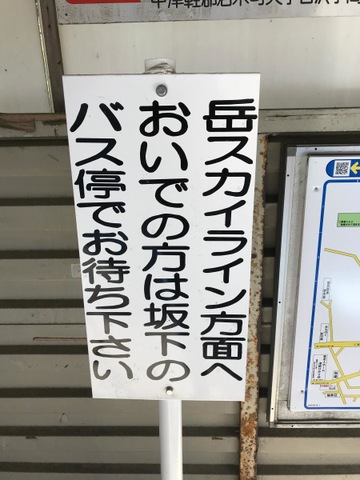 岳スカイライン方面へ
おいでの方は坂下の
バス停でお待ち下さい